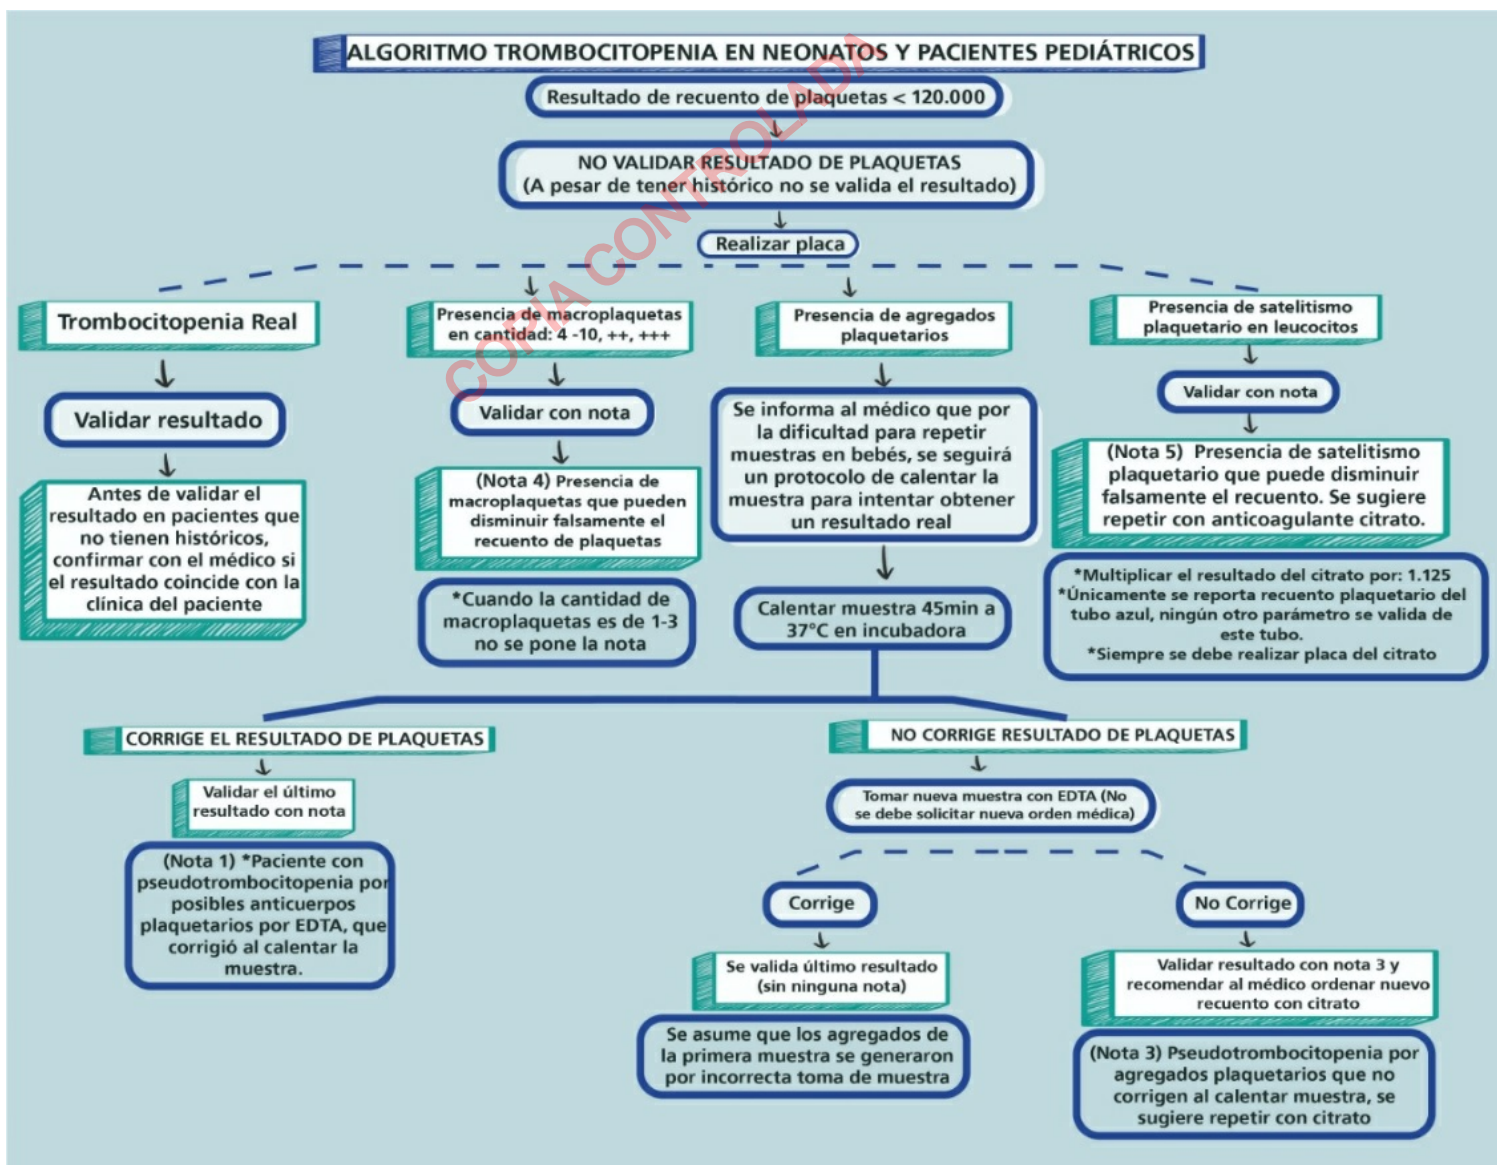 ALGORITMO TROMBOCITOPENIA EN NEONATOS Y PACIENTES PEDIÁTRICOS
Resultado de recuento de plaquetas < 120.000
NO VALIDAR RESULTADO DE PLAQUETAS
(A pesar de tener histórico no se valida el resultado)
Realizar placa
COPIA CONTROLADA
Trombocitopenia Real
Validar resultado
Antes de validar el
resultado en pacientes que
no tienen históricos,
confirmar con el médico si
el resultado coincide con la
clínica del paciente
Presencia de macroplaquetas
en cantidad: 4 -10, ++, +++
Validar con nota
(Nota 4) Presencia de
macroplaquetas que pueden
disminuir falsamente el
recuento de plaquetas
*Cuando la cantidad de
macroplaquetas es de 1-3
no se pone la nota
Presencia de agregados
plaquetarios
Se informa al médico que por
la dificultad para repetir
muestras en bebés, se seguirá
un protocolo de calentar la
muestra para intentar obtener
un resultado real
Calentar muestra 45min a
37°C en incubadora
Presencia de satelitismo
plaquetario en leucocitos
Validar con nota
(Nota 5) Presencia de satelitismo
plaquetario que puede disminuir
falsamente el recuento. Se sugiere
repetir con anticoagulante citrato.
*Multiplicar el resultado del citrato por: 1.125
*Únicamente se reporta recuento plaquetario del
tubo azul, ningún otro parámetro se valida de
este tubo.
*Siempre se debe realizar placa del citrato
CORRIGE EL RESULTADO DE PLAQUETAS
Validar el último
resultado con nota
(Nota 1) *Paciente con
pseudotrombocitopenia por
posibles anticuerpos
plaquetarios por EDTA, que
corrigió al calentar la
muestra.
NO CORRIGE RESULTADO DE PLAQUETAS
Tomar nueva muestra con EDTA (No
se debe solicitar nueva orden médica)
Corrige
Se valida último resultado
(sin ninguna nota)
Se asume que los agregados de
la primera muestra se generaron
por incorrecta toma de muestra
No Corrige
Validar resultado con nota 3 y
recomendar al médico ordenar nuevo
recuento con citrato
(Nota 3) Pseudotrombocitopenia por
agregados plaquetarios que no
corrigen al calentar muestra, se
sugiere repetir con citrato